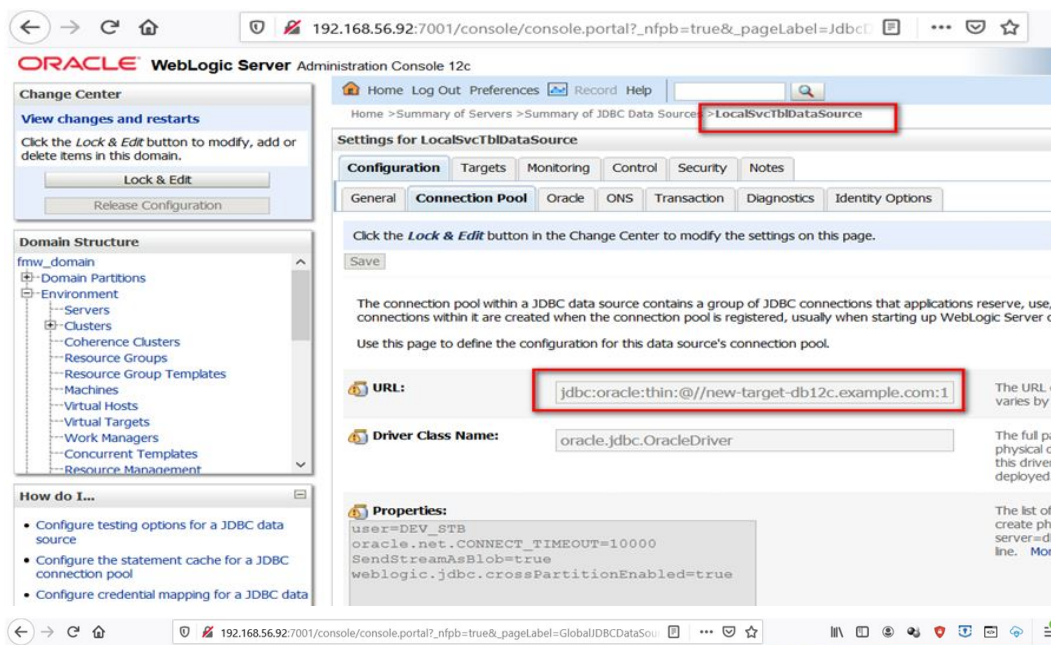 192.168.56.92:7001/console/console.portal?_nfpb=true&_pageLabel=JdbcD
ORACLE WebLogic Server Administration Console 12c
Change Center
View changes and restarts
Click the Lock & Edit button to modify, add or
delete items in this domain.
Lock & Edit
Release Configuration
Domain Structure
fmw_domain
Domain Partitions
Environment
Servers
Clusters
Coherence Clusters
Resource Groups
Resource Group Templates
Machines
Virtual Hosts
Virtual Targets
Work Managers
Concurrent Templates
Resource Management
How do I...
Configure testing options for a JDBC data
source
Configure the statement cache for a JDBC
connection pool
Configure credential mapping for a JDBC data
Home Log Out Preferences Record Help
Home >Summary of Servers >Summary of JDBC Data Sources >LocalSvcTblDataSource
Settings for LocalSvcTblDataSource
Configuration Targets Monitoring Control Security Notes
General Connection Pool Oracle ONS Transaction Diagnostics Identity Options
Click the Lock & Edit button in the Change Center to modify the settings on this page.
Save
The connection pool within a JDBC data source contains a group of JDBC connections that applications reserve, use,
connections within it are created when the connection pool is registered, usually when starting up WebLogic Server
Use this page to define the configuration for this data source's connection pool.
URL: jdbc:oracle:thin:@//new-target-db12c.example.com:1
The URL
varies by
Driver Class Name: oracle.jdbc.OracleDriver
The full pa
physical
this driver
deployed
Properties:
user=DEV_STB
oracle.net.CONNECT_TIMEOUT=10000
SendStreamAsBlob=true
weblogic.jdbc.crossPartitionEnabled=true
The list of
create ph
server=d
line. Mor
192.168.56.92:7001/console/console.portal?_nfpb=true&_pageLabel=GlobalJDBCDataSou